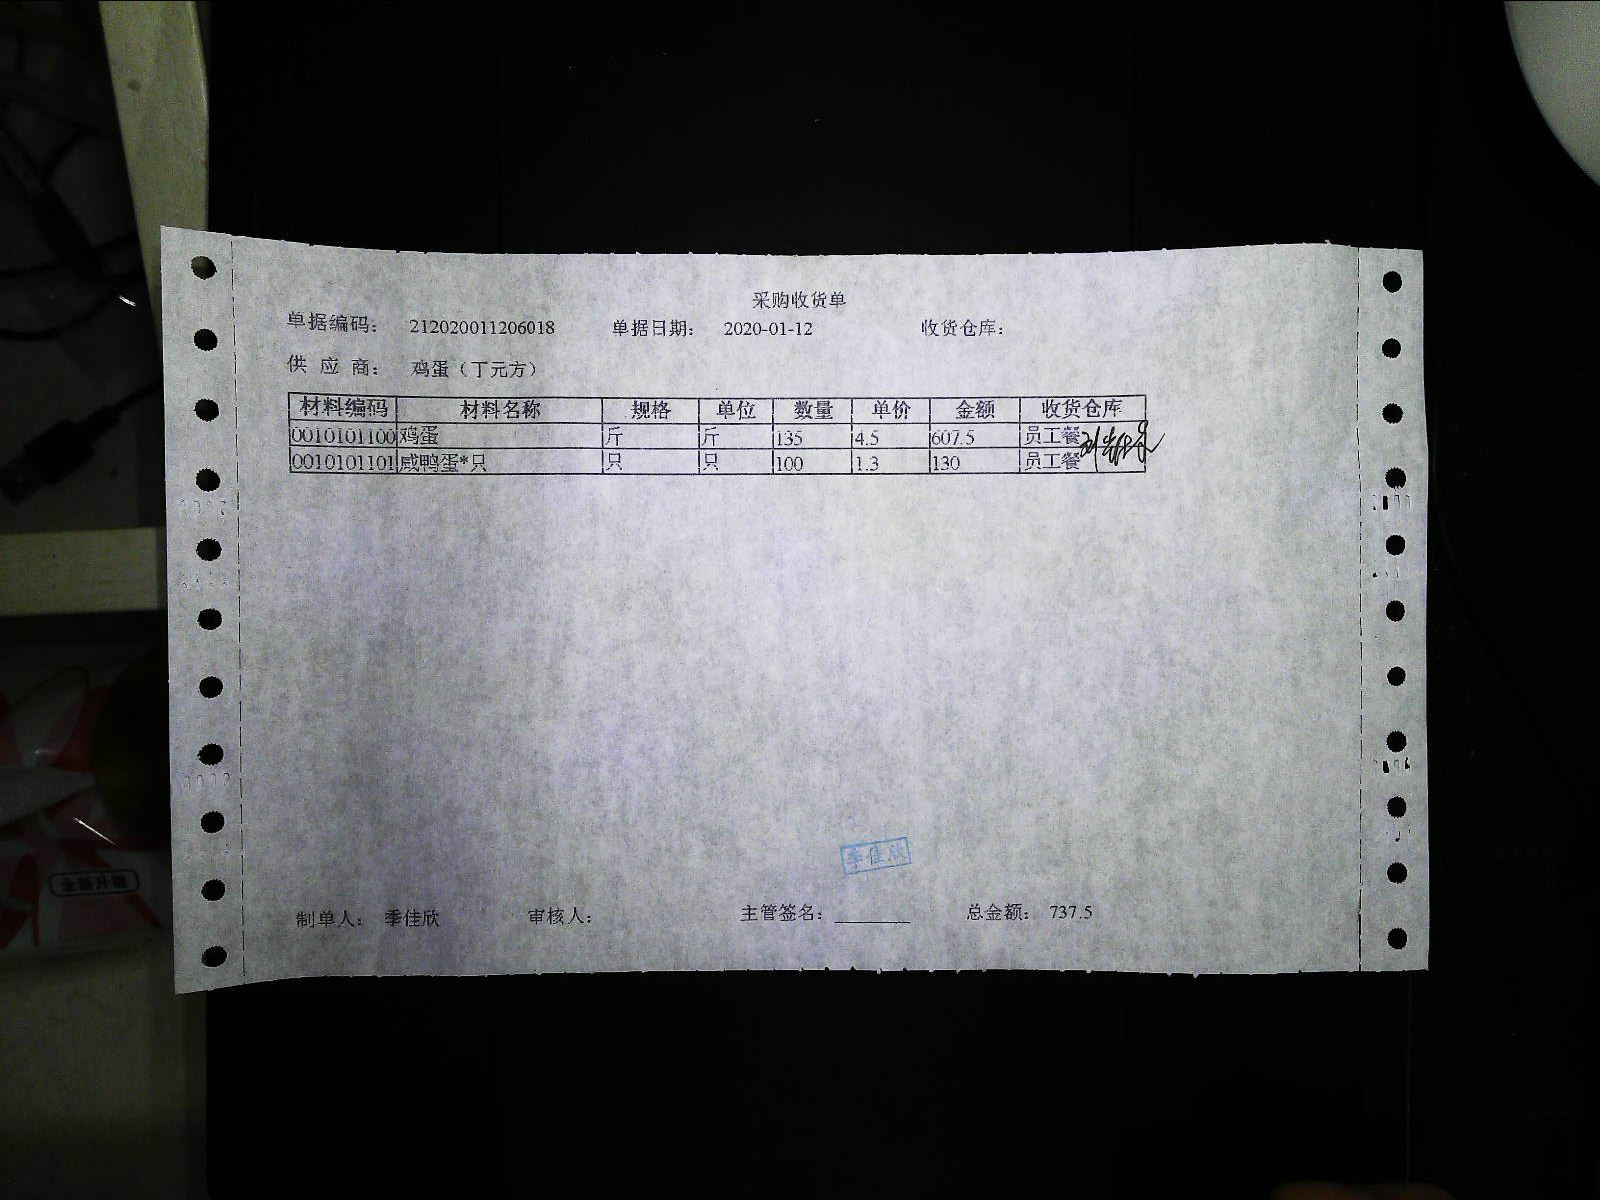 采购收货单
单据编码： 212020011206018 单据日期： 2020-01-12 收货仓库：
供 应 商： 鸡蛋（丁元方）
材料编码 材料名称 规格 单位 数量 单价 金额 收货仓库
0010101100 鸡蛋 斤 斤 135 4.5 607.5 员工餐
0010101101 咸鸭蛋*只 只 只 100 1.3 130 员工餐
季佳欣
制单人： 季佳欣 审核人： 主管签名： 总金额： 737.5
全新升级